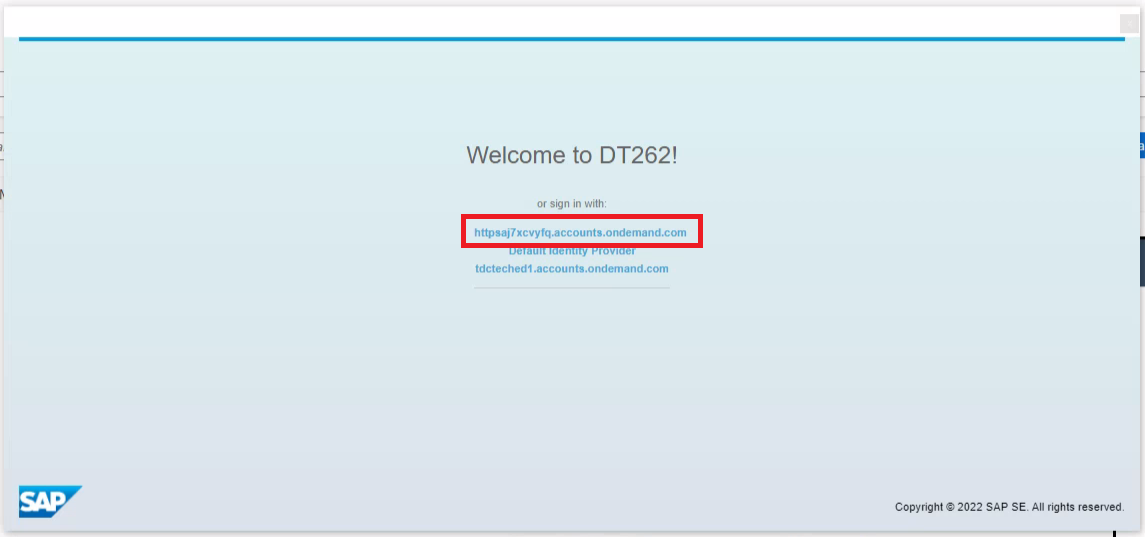 Welcome to DT262!
or sign in with:
httpsaj7xcvyfq.accounts.ondemand.com
Default Identity Provider
tdcteched1.accounts.ondemand.com
SAP
Copyright © 2022 SAP SE. All rights reserved.